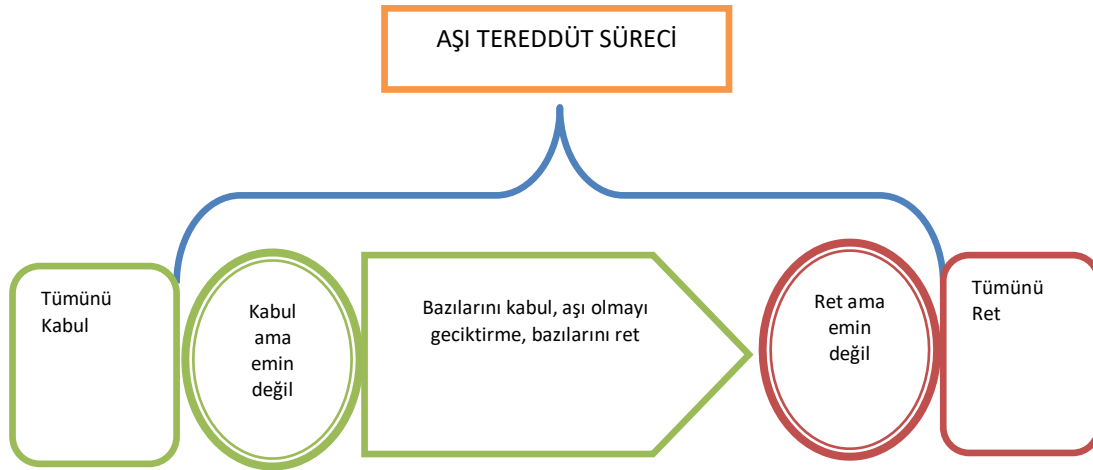 AŞI TEREDDÜT SÜRECİ
Tümünü
Kabul
Kabul
ama
emin
değil
Bazılarını kabul, aşı olmayı
geciktirme, bazılarını ret
Ret ama
emin
değil
Tümünü
Ret